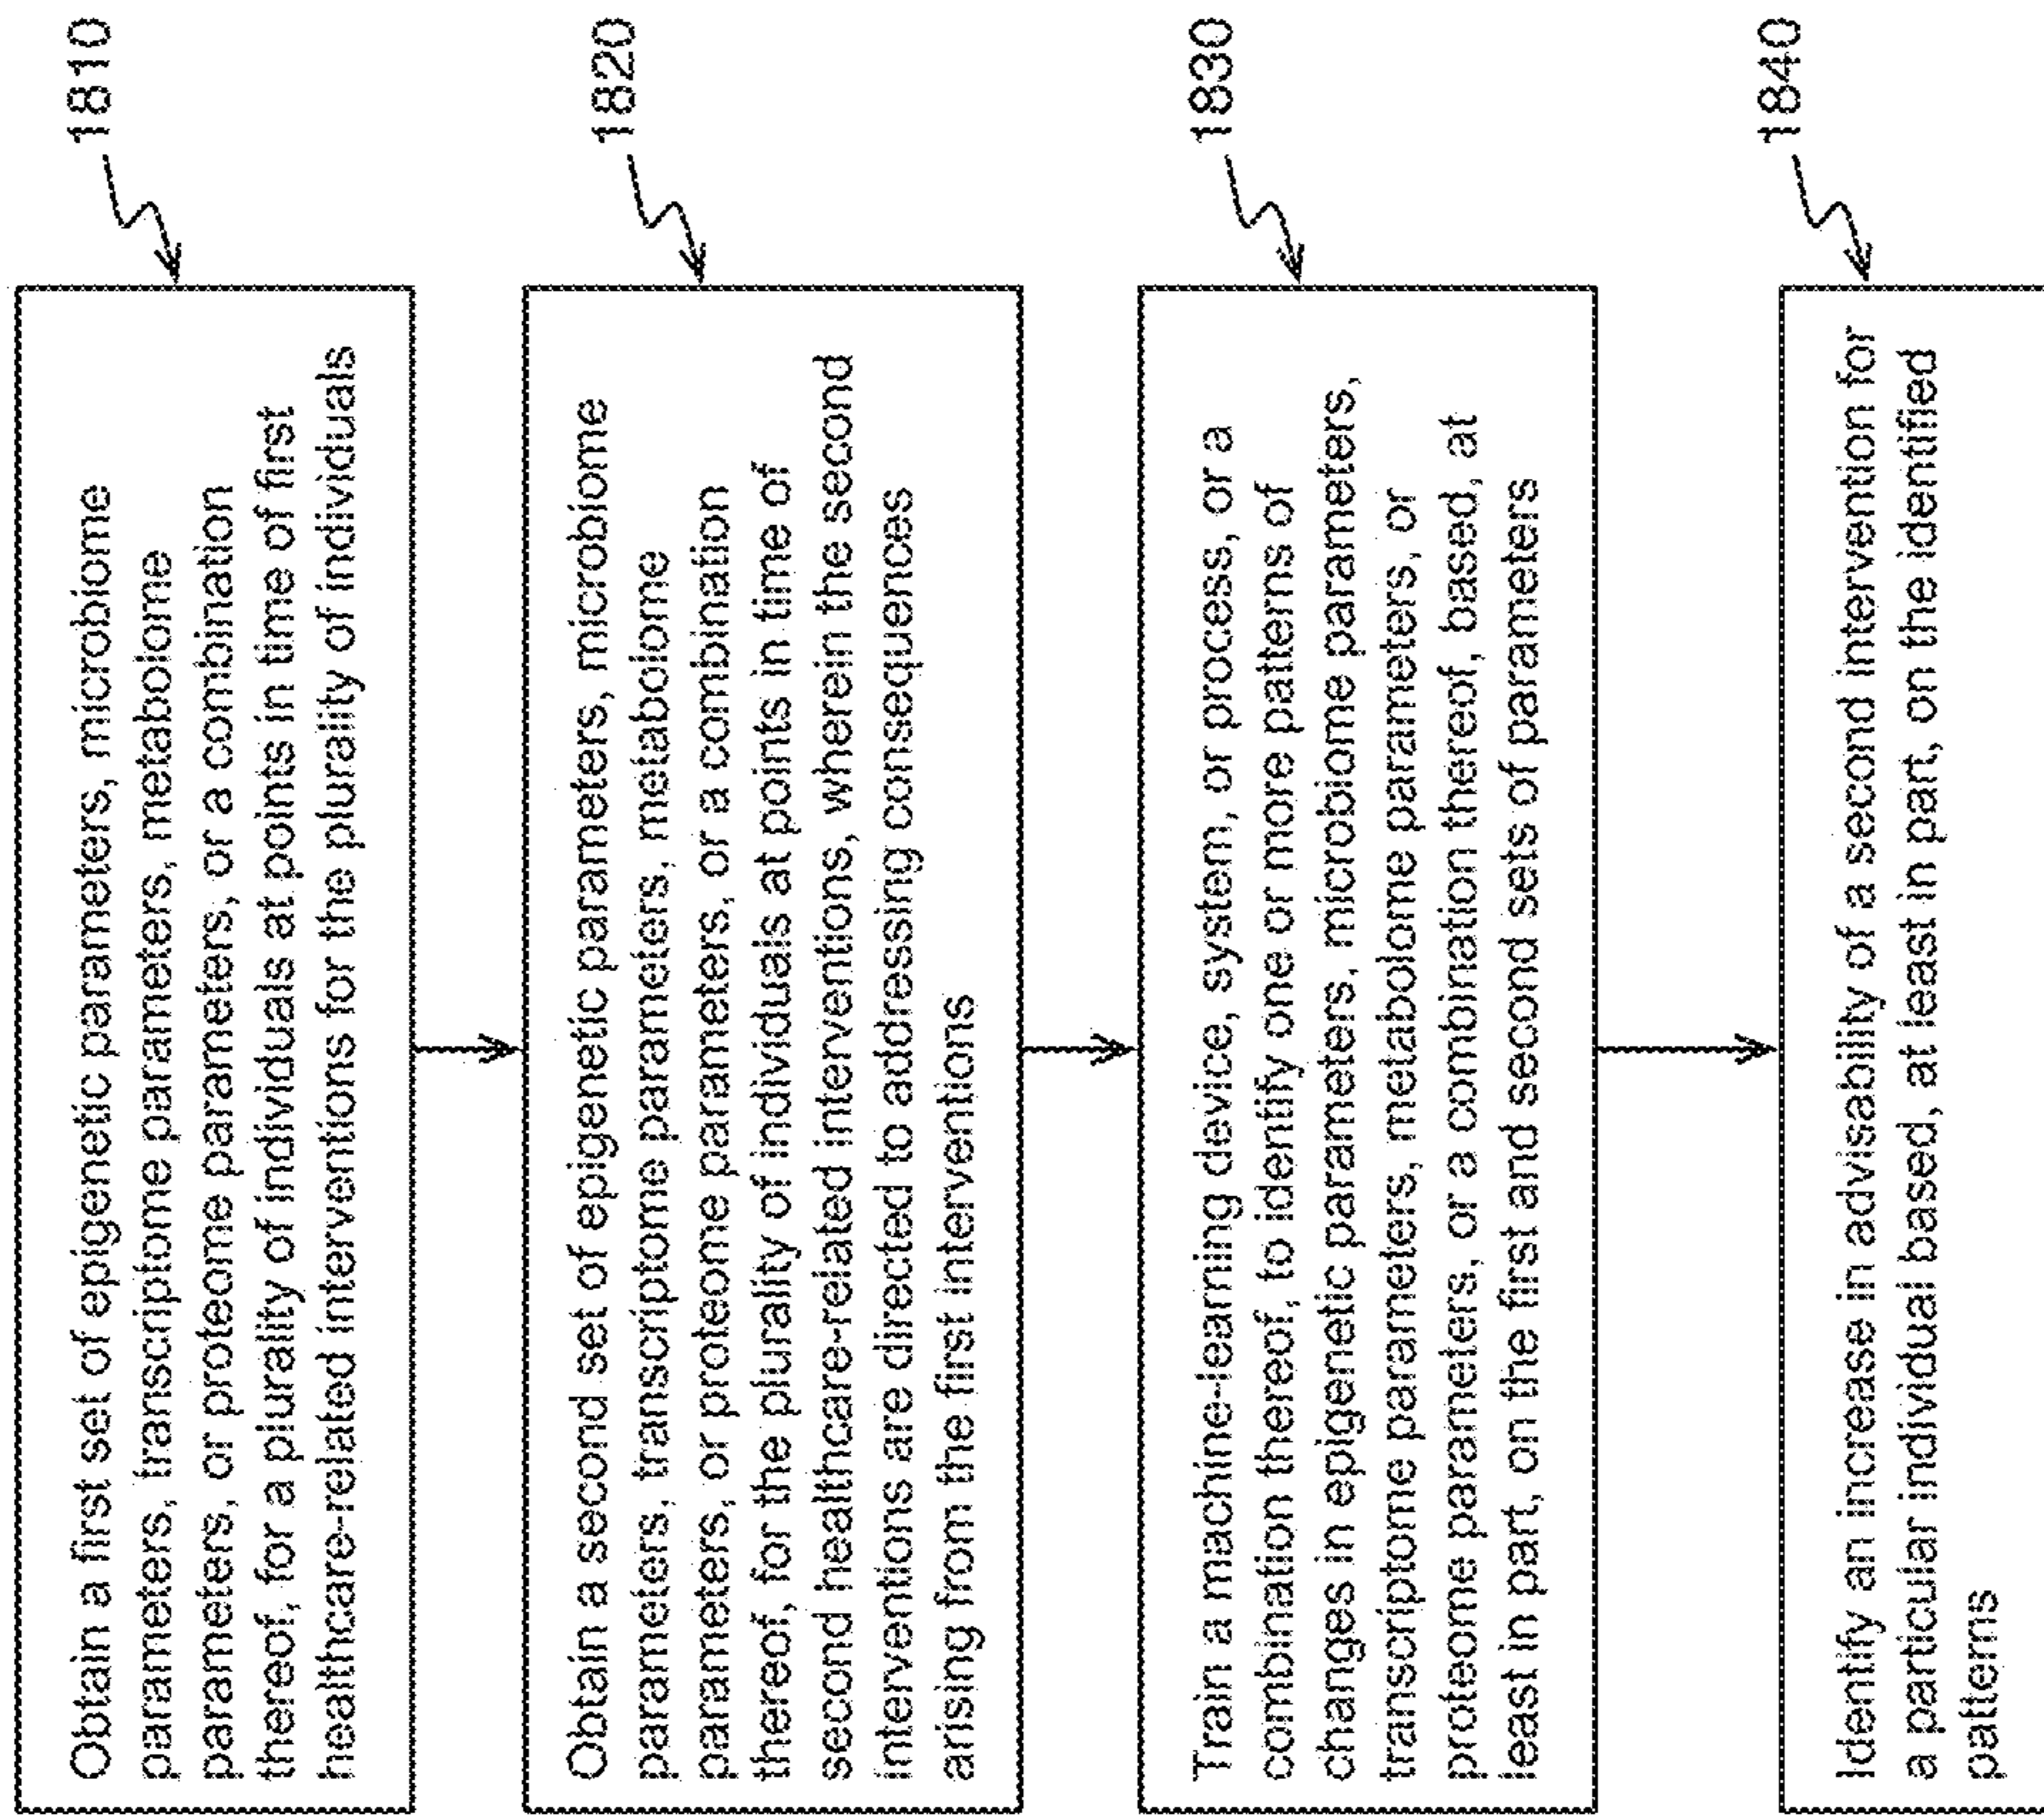 Obtain a first set of epigenetic parameters, microbiome
parameters, transcriptome parameters, metabolome
parameters, or proteome parameters, or a combination
thereof, for a plurality of individuals at points in time of first
healthcare-related interventions for the plurality of individuals
1810
Obtain a second set of epigenetic parameters, microbiome
parameters, transcriptome parameters, metabolome
parameters, or proteome parameters, or a combination
thereof, for the plurality of individuals at points in time of
second healthcare-related interventions, wherein the second
interventions are directed to addressing consequences
arising from the first interventions
1820
Train a machine-learning device, system, or process, or a
combination thereof, to identify one or more patterns of
changes in epigenetic parameters, microbiome parameters,
transcriptome parameters, metabolome parameters, or
proteome parameters, or a combination thereof, based, at
least in part, on the first and second sets of parameters
1830
Identify an increase in advisability of a second intervention for
a particular individual based, at least in part, on the identified
patterns
1840